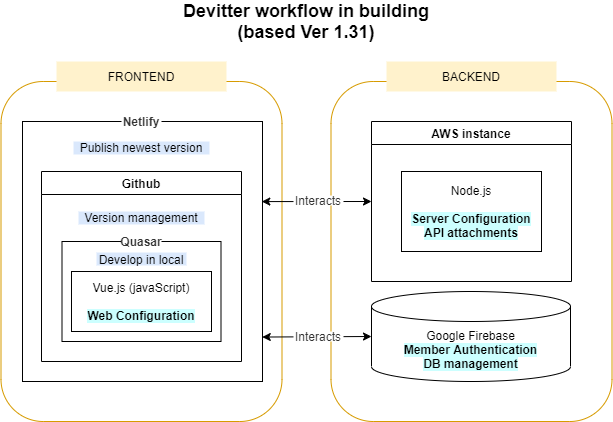 Devitter workflow in building
(based Ver 1.31)
FRONTEND
Netlify
Publish newest version
Github
Version management
Quasar
Develop in local
Vue.js (javaScript)
Web Configuration
Interacts
Interacts
BACKEND
AWS instance
Node.js
Server Configuration
API attachments
Google Firebase
Member Authentication
DB management